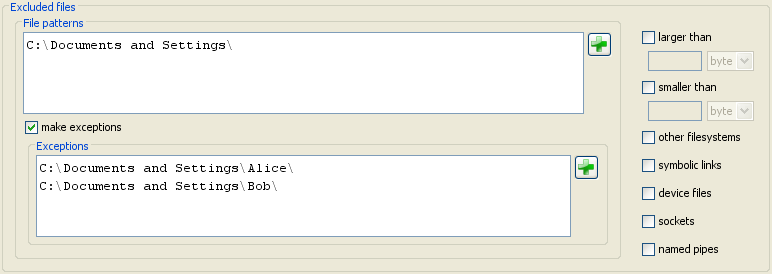 Excluded files
File patterns
C:\Documents and Settings\
make exceptions
Exceptions
C:\Documents and Settings\Alice\
C:\Documents and Settings\Bob\
larger than
byte
smaller than
byte
other filesystems
symbolic links
device files
sockets
named pipes